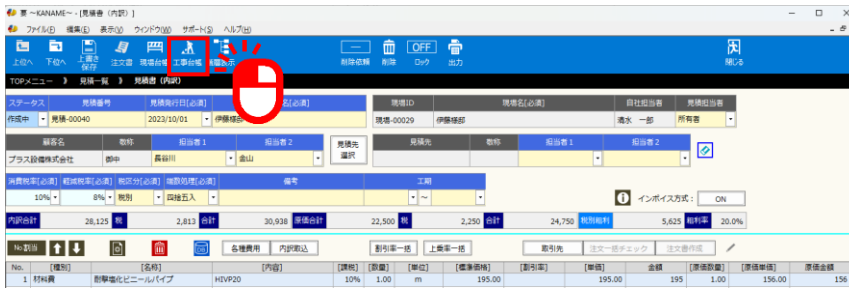 要 ～KANAME～ - [見積書（内訳）]
ファイル(F) 編集(E) 表示(V) ウィンドウ(W) サポート(S) ヘルプ(H)
上位へ 下位へ 上書き保存 注文書 現場台帳 工事台帳 階層表示 削除依頼 削除 OFF ロック 出力 閉じる
TOPメニュー 》 見積一覧 》 見積書（内訳）
ステータス 見積番号 見積発行日[必須] 名[必須] 現場ID 現場名[必須] 自社担当者 見積担当者
作成中 見積-00040 2023/10/01 伊藤様邸 現場-00029 伊藤様邸 清水 一郎 所有者
顧客名 敬称 担当者1 担当者2 見積先選択 見積先 敬称 担当者1 担当者2
プラス設備株式会社 御中 長谷川 金山
消費税率[必須] 軽減税率[必須] 税区分[必須] 端数処理[必須] 備考 工期
10% 8% 税別 四捨五入 ～ インボイス方式： ON
内訳合計 28,125 税 2,813 合計 30,938 原価合計 22,500 税 2,250 合計 24,750 税別粗利 5,625 粗利率 20.0%
No.割当 各種費用 内訳取込 割引率一括 上乗率一括 取引先 注文一括チェック 注文書作成
No. [種別] [名称] [内容] [課税] [数量] [単位] [標準価格] [割引率] [単価] 金額 [原価数量] [原価単価] 原価金額
1 材料費 耐撃塩化ビニールパイプ HIVP20 10% 1.00 m 195.00 195.00 195 1.00 156.00 156